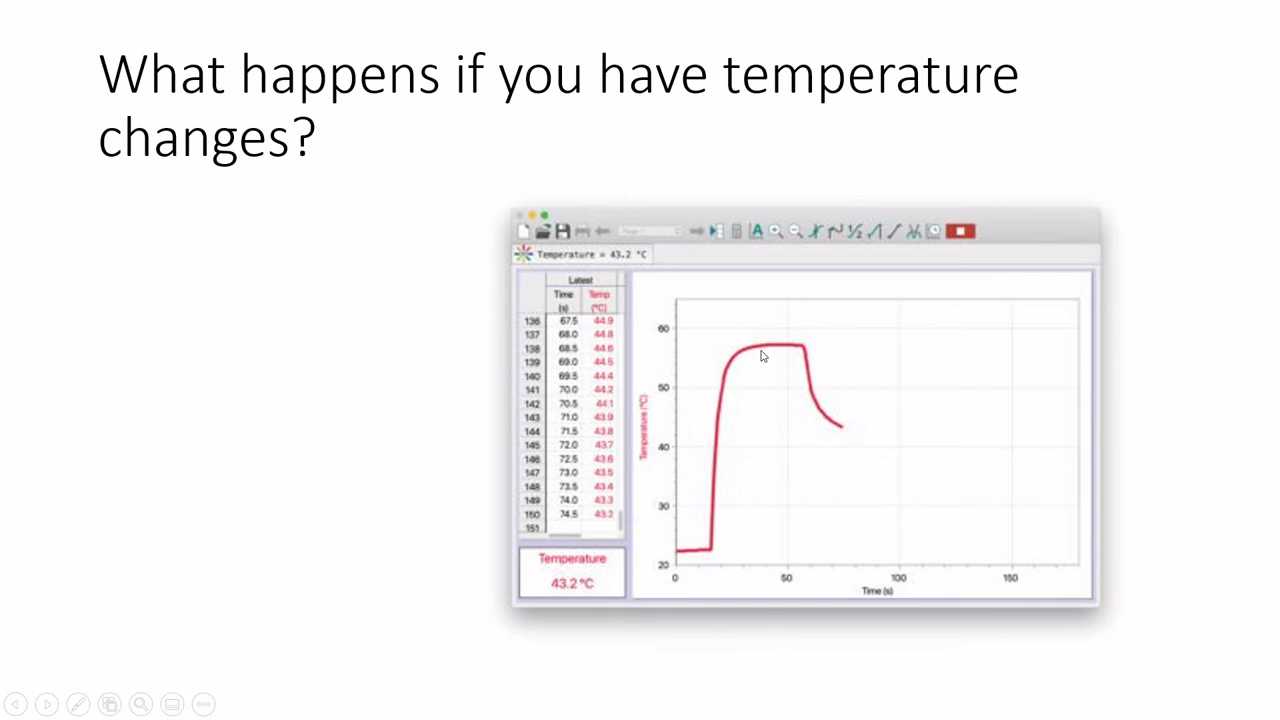 What happens if you have temperature
changes?
Temperature = 43.2 °C
Latest
Time Temp
(s) (°C)
136 67.5 44.9
137 68.0 44.8
138 68.5 44.6
139 69.0 44.5
140 69.5 44.4
141 70.0 44.2
142 70.5 44.1
143 71.0 43.9
144 71.5 43.8
145 72.0 43.7
146 72.5 43.6
147 73.0 43.5
148 73.5 43.4
149 74.0 43.3
150 74.5 43.2
151
Temperature
43.2 °C
60
50
40
30
20
Temperature (°C)
0 50 100 150
Time (s)